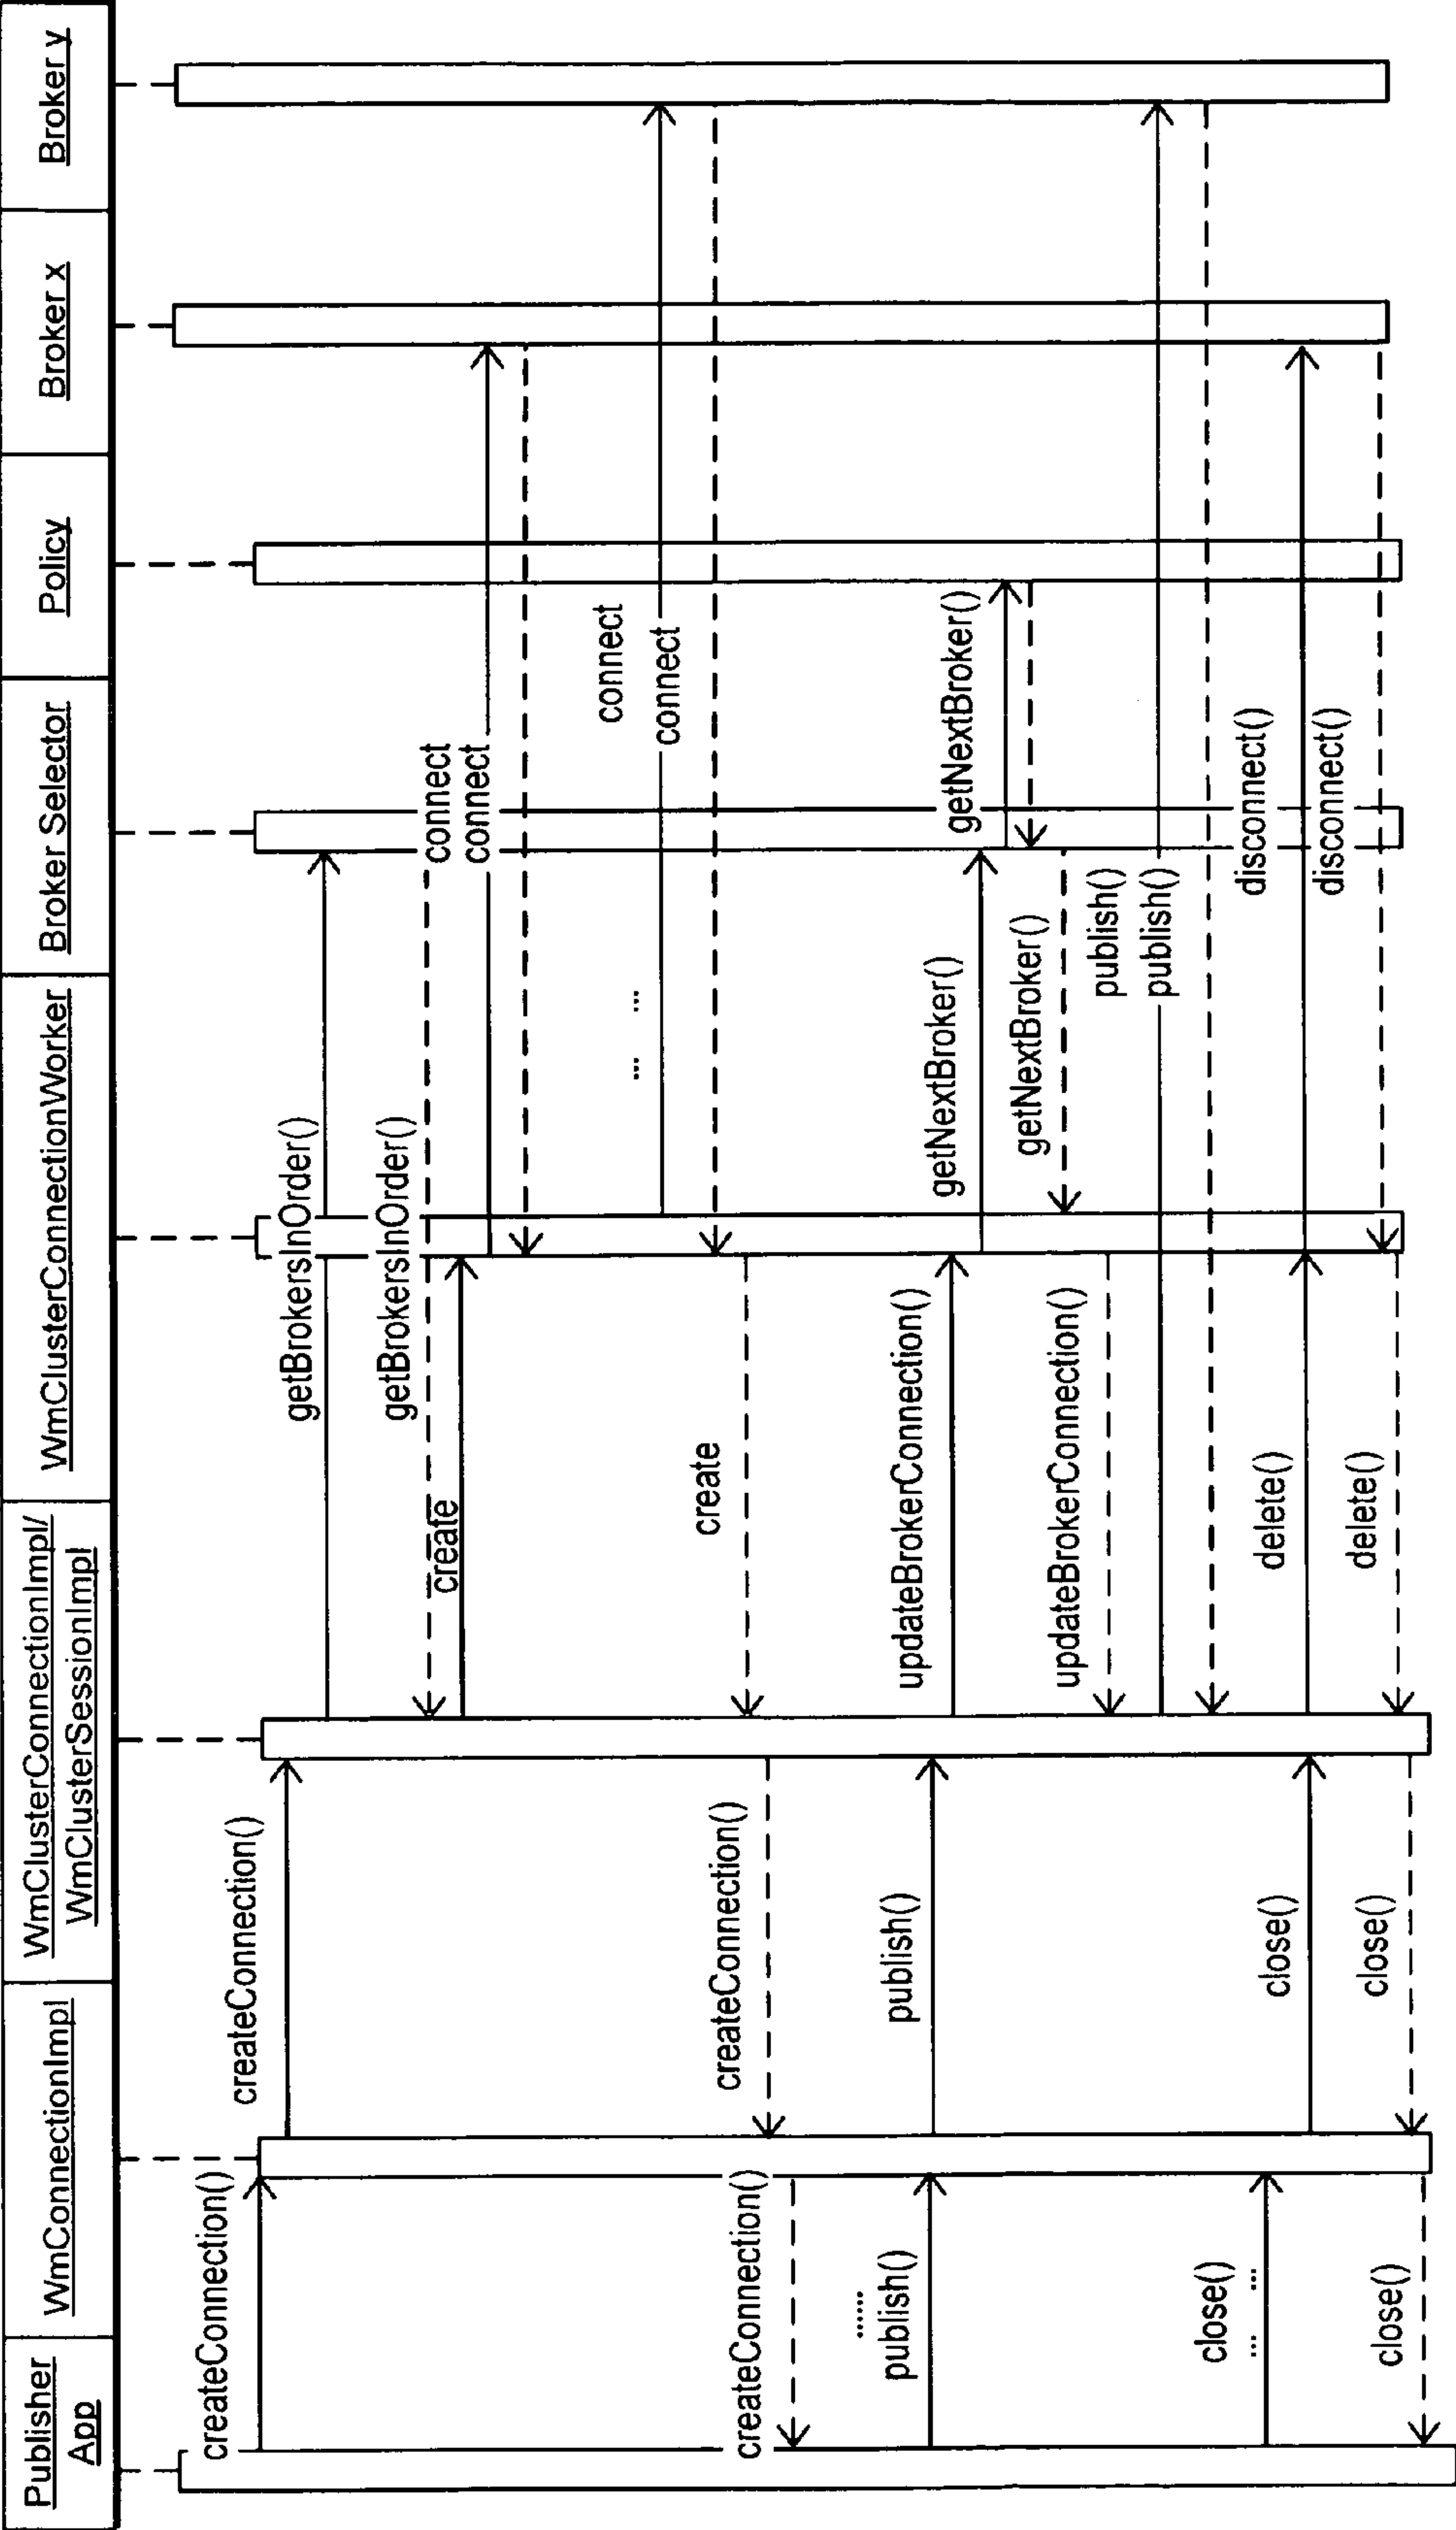 Publisher
App
WmConnectionImpl
WmClusterConnectionImpl/
WmClusterSessionImpl
WmClusterConnectionWorker
Broker Selector
Policy
Broker x
Broker y
createConnection()
createConnection()
getBrokersInOrder()
getBrokersInOrder()
connect
create
connect
connect
... ...
connect
create
createConnection()
createConnection()
......
publish()
publish()
updateBrokerConnection()
getNextBroker()
getNextBroker()
getNextBroker()
updateBrokerConnection()
publish()
publish()
close()
... ...
close()
delete()
disconnect()
disconnect()
delete()
close()
close()